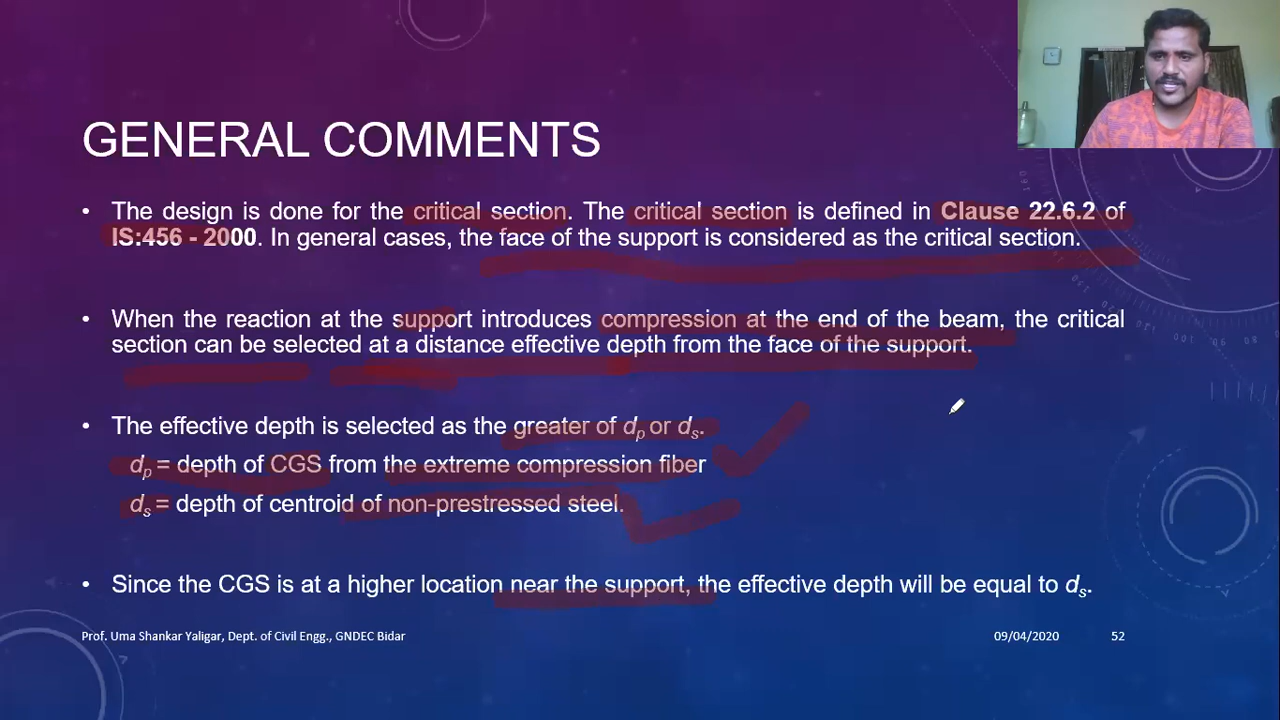 GENERAL COMMENTS
• The design is done for the critical section. The critical section is defined in Clause 22.6.2 of
IS:456 - 2000. In general cases, the face of the support is considered as the critical section.
• When the reaction at the support introduces compression at the end of the beam, the critical
section can be selected at a distance effective depth from the face of the support.
• The effective depth is selected as the greater of dp or ds.
dp = depth of CGS from the extreme compression fiber
ds = depth of centroid of non-prestressed steel.
• Since the CGS is at a higher location near the support, the effective depth will be equal to ds.
Prof. Uma Shankar Yaligar, Dept. of Civil Engg., GNDEC Bidar 09/04/2020 52